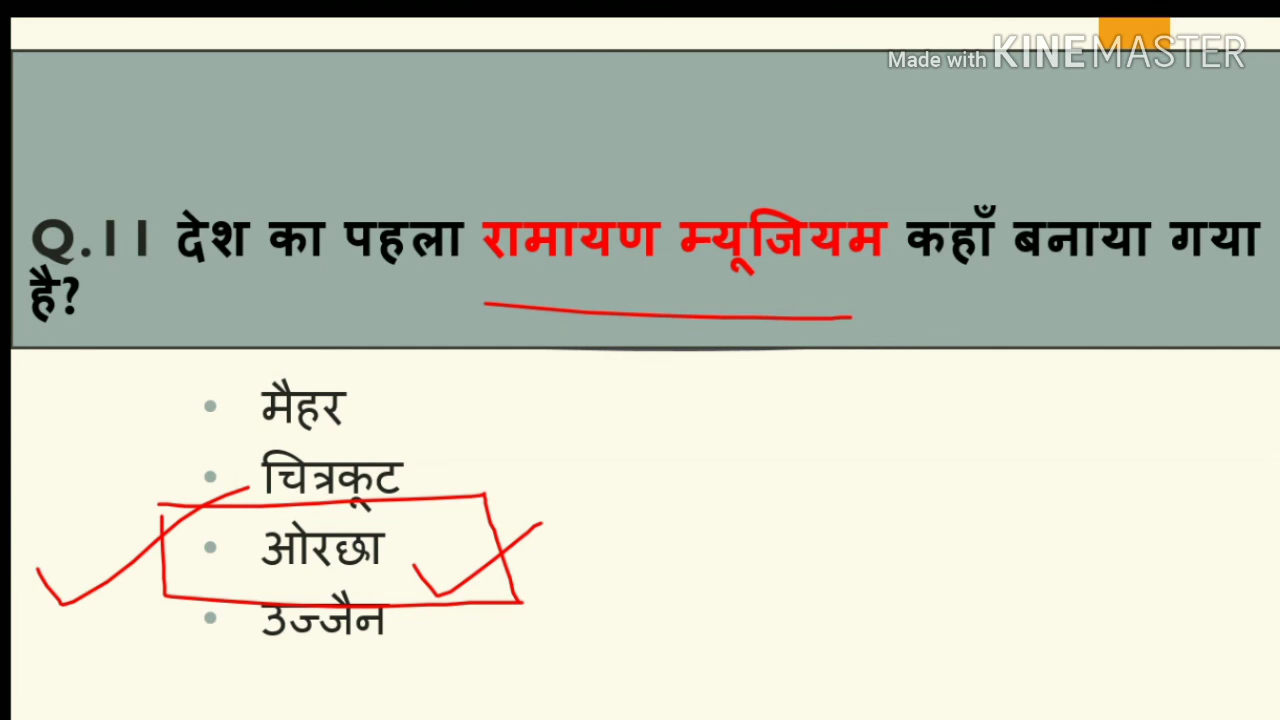 Made with KINEMASTER
Q.11 देश का पहला रामायण म्यूजियम कहाँ बनाया गया
है?
• मैहर
• चित्रकूट
• ओरछा
• उज्जैन